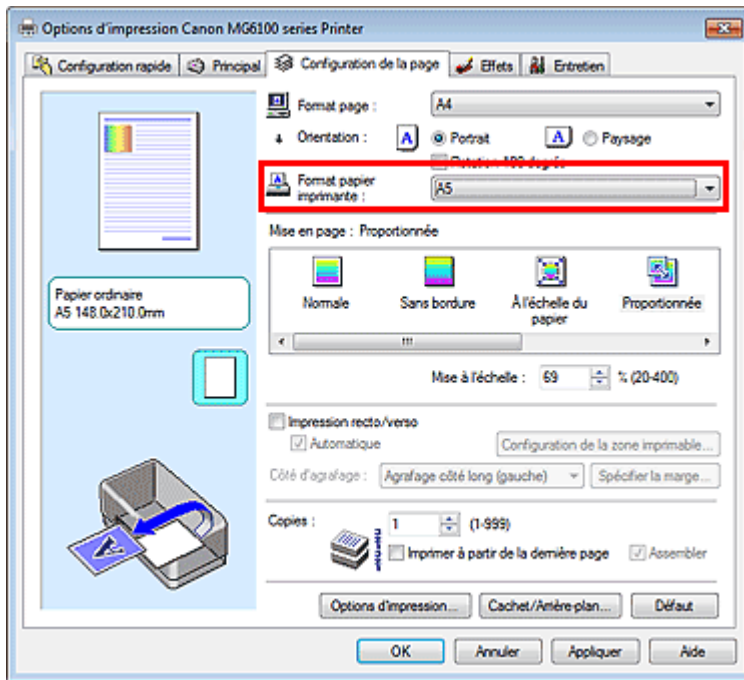 Options d'impression Canon MG6100 series Printer
Configuration rapide Principal Configuration de la page Effets Entretien
Format page : A4
Orientation : A Portrait A Paysage
Rotation 180 degrés
Format papier imprimante : A5
Mise en page : Proportionnée
Normale Sans bordure À l'échelle du papier Proportionnée
Papier ordinaire
A5 148.0x210.0mm
Mise à l'échelle : 69 % (20-400)
Impression recto/verso
Automatique Configuration de la zone imprimable...
Côté d'agrafage : Agrafage côté long (gauche) Spécifier la marge...
Copies : 1 (1-999)
Imprimer à partir de la dernière page Assembler
Options d'impression... Cachet/Arrière-plan... Défaut
OK Annuler Appliquer Aide